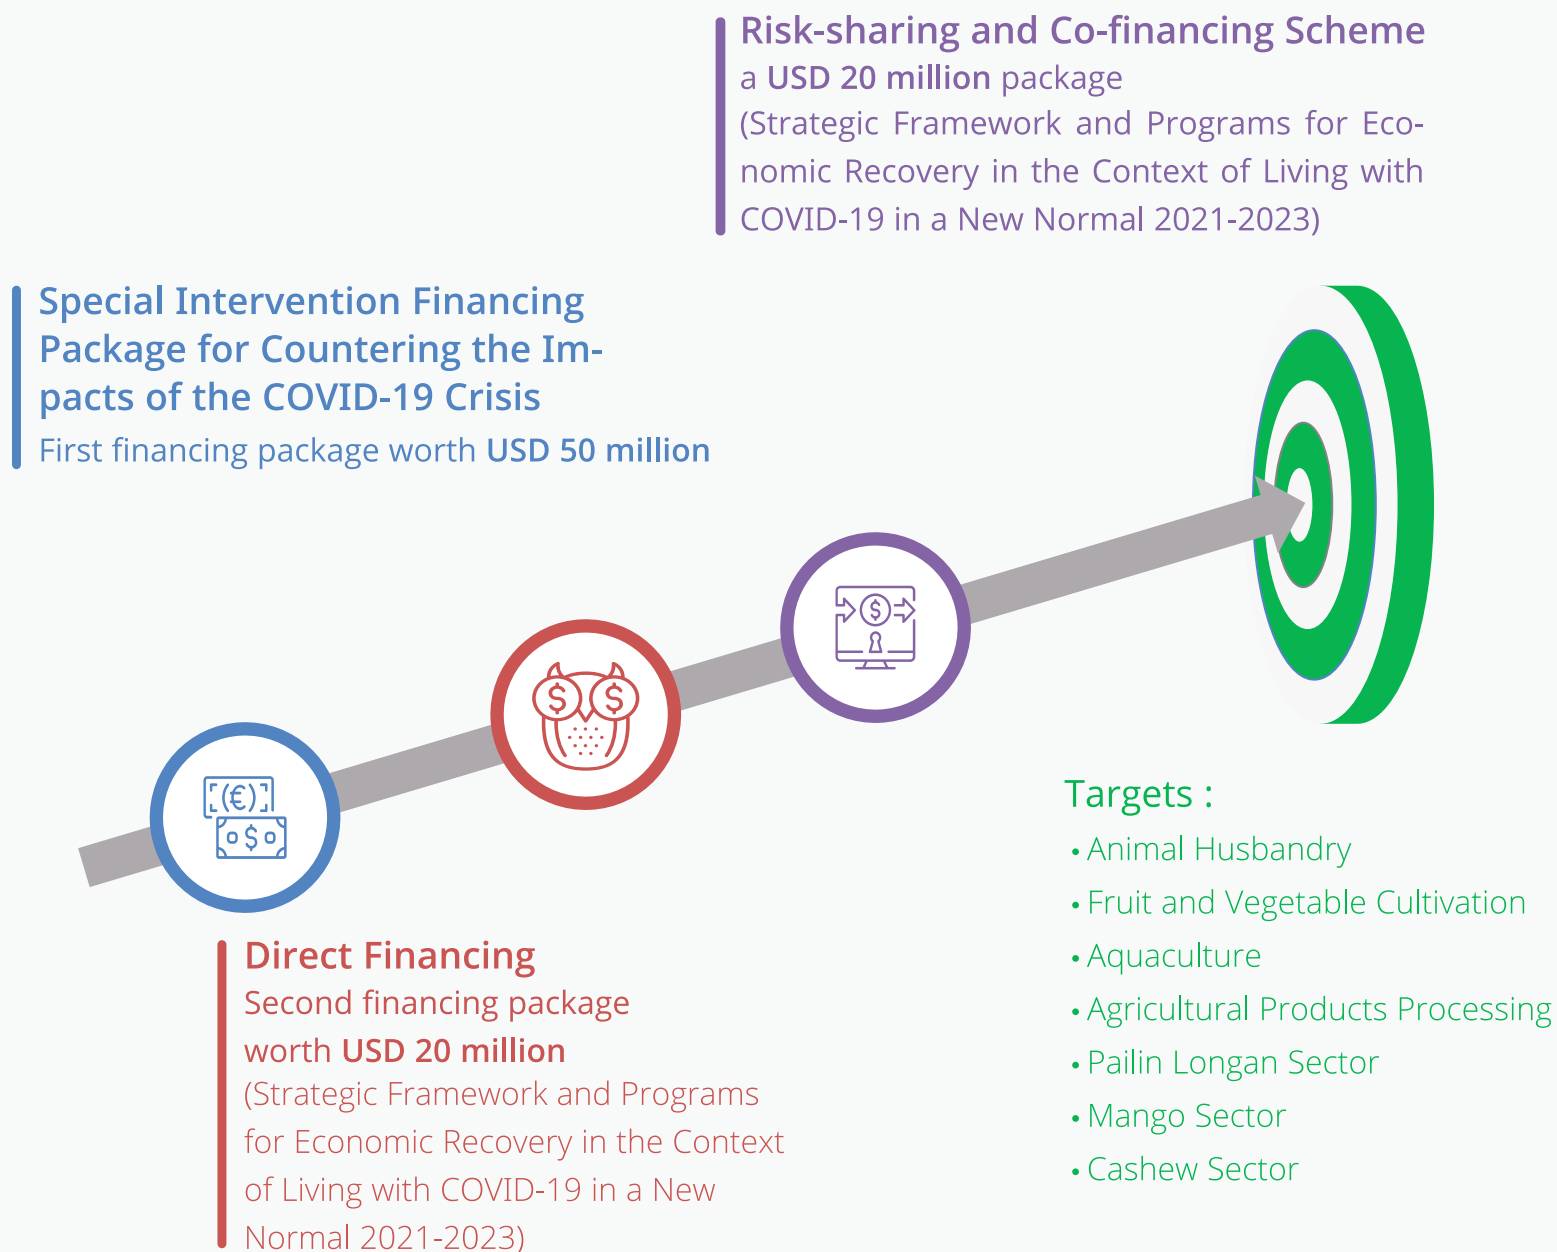 Risk-sharing and Co-financing Scheme
a USD 20 million package
(Strategic Framework and Programs for Eco-
nomic Recovery in the Context of Living with
COVID-19 in a New Normal 2021-2023)
Special Intervention Financing
Package for Countering the Im-
pacts of the COVID-19 Crisis
First financing package worth USD 50 million
$ $
$
(€)
$
Direct Financing
Second financing package
worth USD 20 million
(Strategic Framework and Programs
for Economic Recovery in the Context
of Living with COVID-19 in a New
Normal 2021-2023)
Targets :
• Animal Husbandry
• Fruit and Vegetable Cultivation
• Aquaculture
• Agricultural Products Processing
• Pailin Longan Sector
• Mango Sector
• Cashew Sector